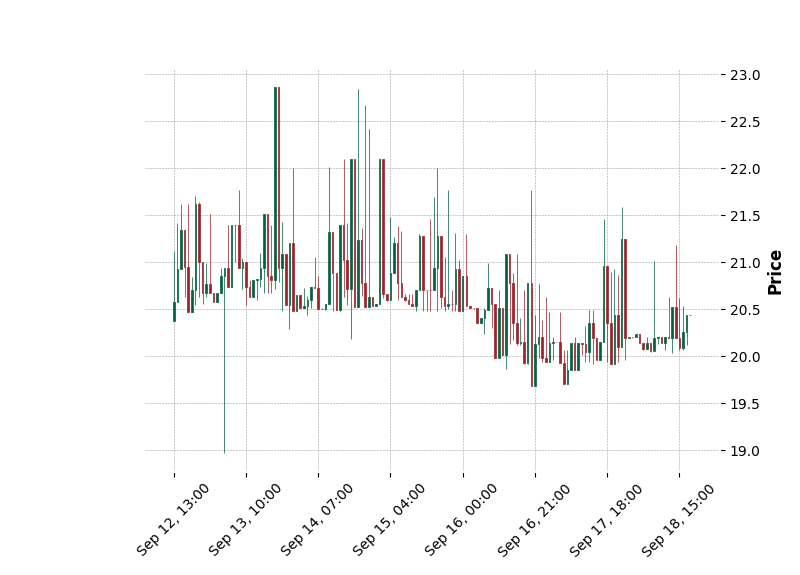 23.0
22.5
22.0
21.5
21.0
20.5
20.0
19.5
19.0
Price
Sep 12, 13:00
Sep 13, 10:00
Sep 14, 07:00
Sep 15, 04:00
Sep 16, 00:00
Sep 16, 21:00
Sep 17, 18:00
Sep 18, 15:00